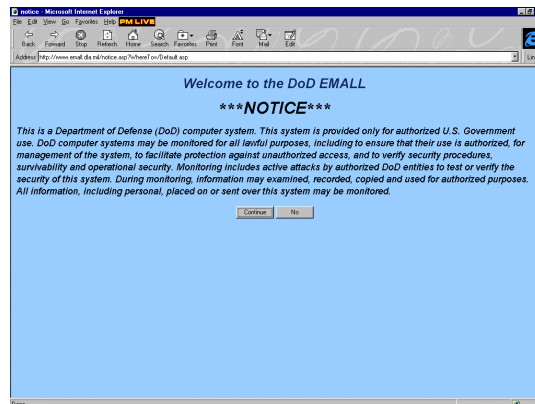 notice - Microsoft Internet Explorer
File Edit View Go Favorites Help PM LIVE
Back Forward Stop Refresh Home Search Favorites Print Font Mail Edit
Address http://www.emall.dla.mil/notice.asp?WhereTo=/Default.asp
Welcome to the DoD EMALL
***NOTICE***
This is a Department of Defense (DoD) computer system. This system is provided only for authorized U.S. Government
use. DoD computer systems may be monitored for all lawful purposes, including to ensure that their use is authorized, for
management of the system, to facilitate protection against unauthorized access, and to verify security procedures,
survivability and operational security. Monitoring includes active attacks by authorized DoD entities to test or verify the
security of this system. During monitoring, information may examined, recorded, copied and used for authorized purposes.
All information, including personal, placed on or sent over this system may be monitored.
Continue No